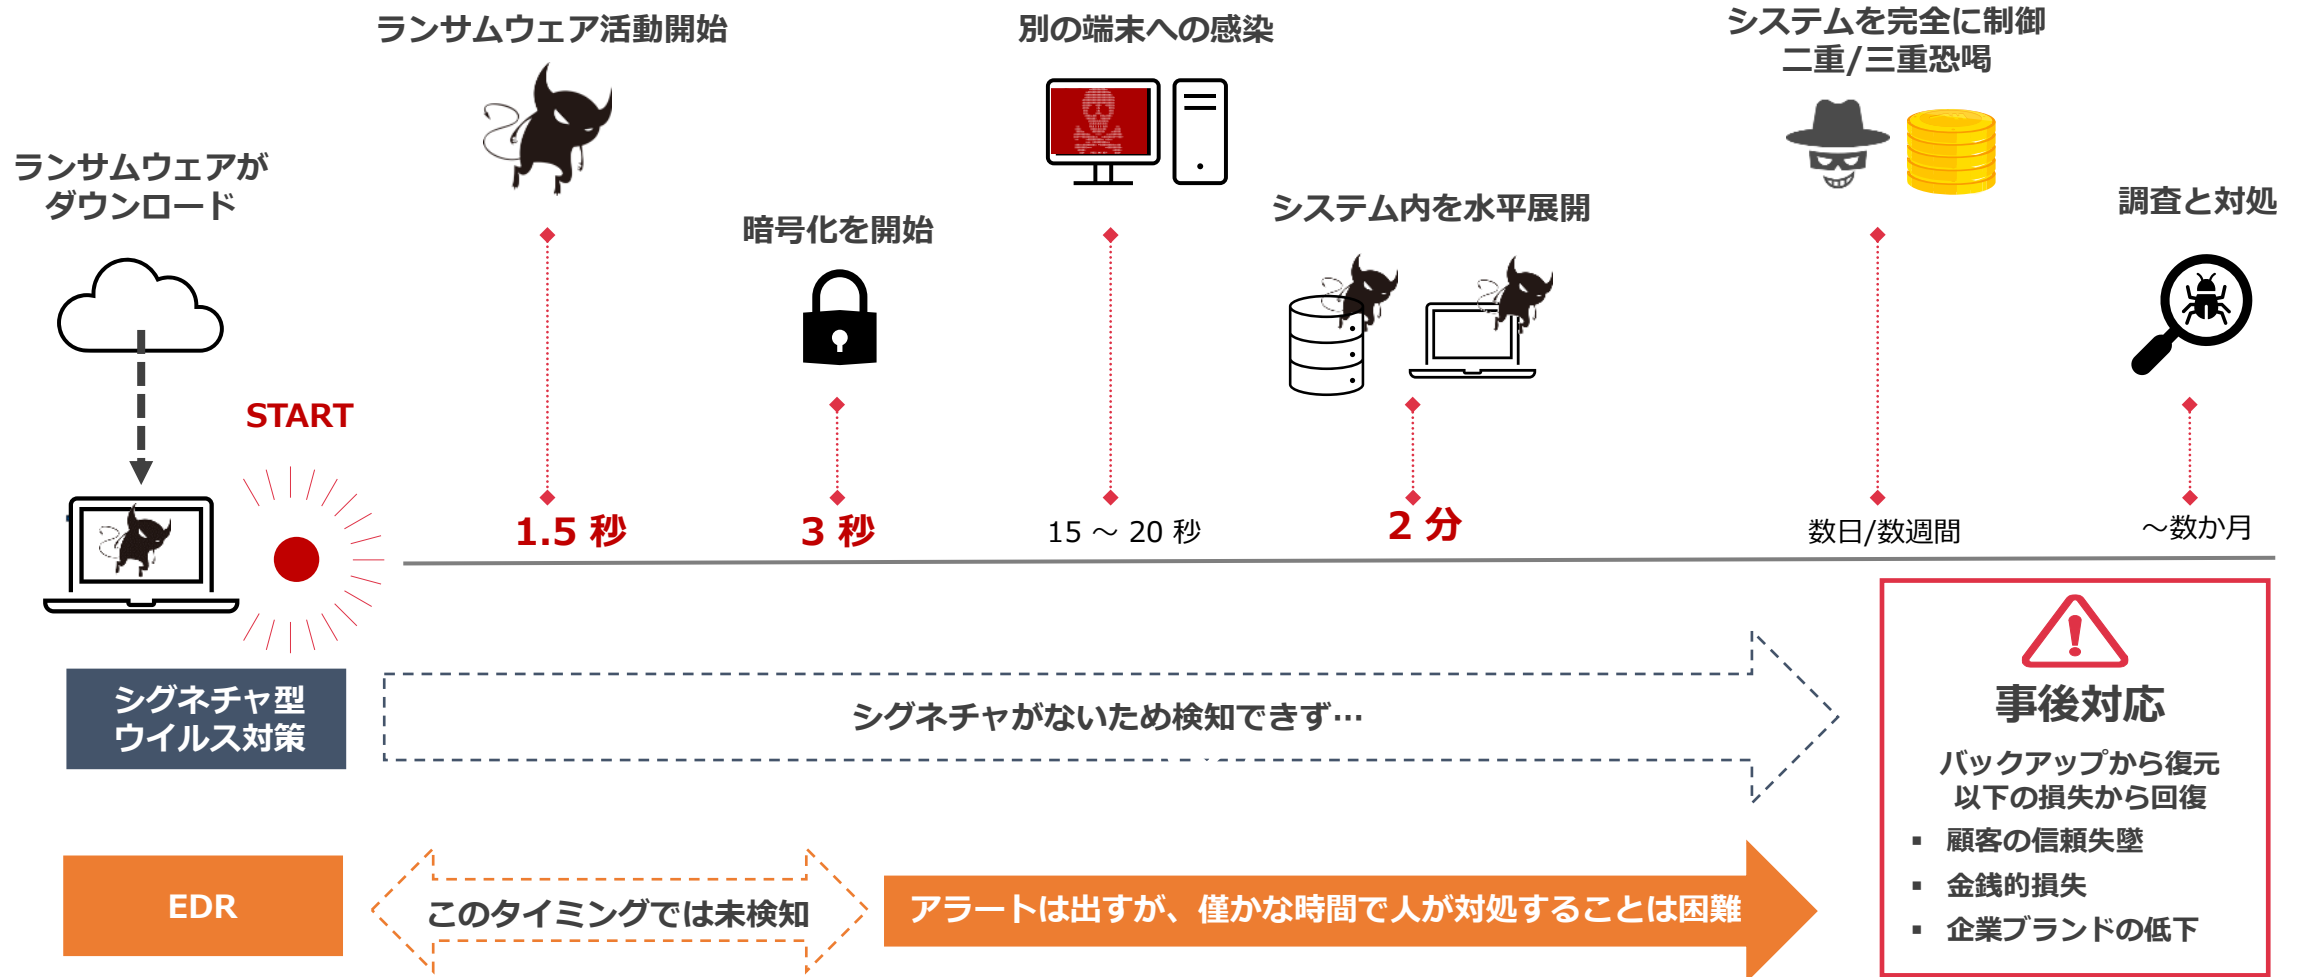 ランサムウェアが
ダウンロード
START
ランサムウェア活動開始
1.5 秒
暗号化を開始
3 秒
別の端末への感染
15 ～ 20 秒
システム内を水平展開
2 分
システムを完全に制御
二重/三重恐喝
数日/数週間
調査と対処
～数か月
シグネチャ型
ウイルス対策
シグネチャがないため検知できず…
EDR
このタイミングでは未検知
アラートは出すが、僅かな時間で人が対処することは困難
事後対応
バックアップから復元
以下の損失から回復
▪ 顧客の信頼失墜
▪ 金銭的損失
▪ 企業ブランドの低下